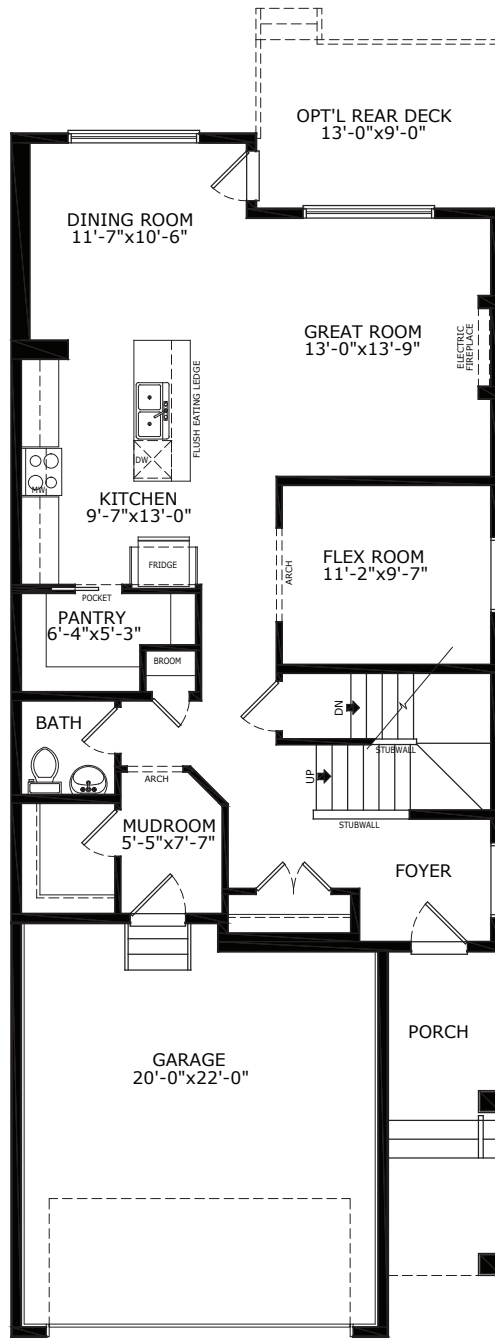 OPT'L REAR DECK
13'-0"x9'-0"
DINING ROOM
11'-7"x10'-6"
GREAT ROOM
13'-0"x13'-9"
ELECTRIC
FIREPLACE
FLUSH EATING LEDGE
DW
MW
KITCHEN
9'-7"x13'-0"
FRIDGE
ARCH
FLEX ROOM
11'-2"x9'-7"
POCKET
PANTRY
6'-4"x5'-3"
BROOM
BATH
DN
STUBWALL
UP
ARCH
STUBWALL
MUDROOM
5'-5"x7'-7"
FOYER
PORCH
GARAGE
20'-0"x22'-0"